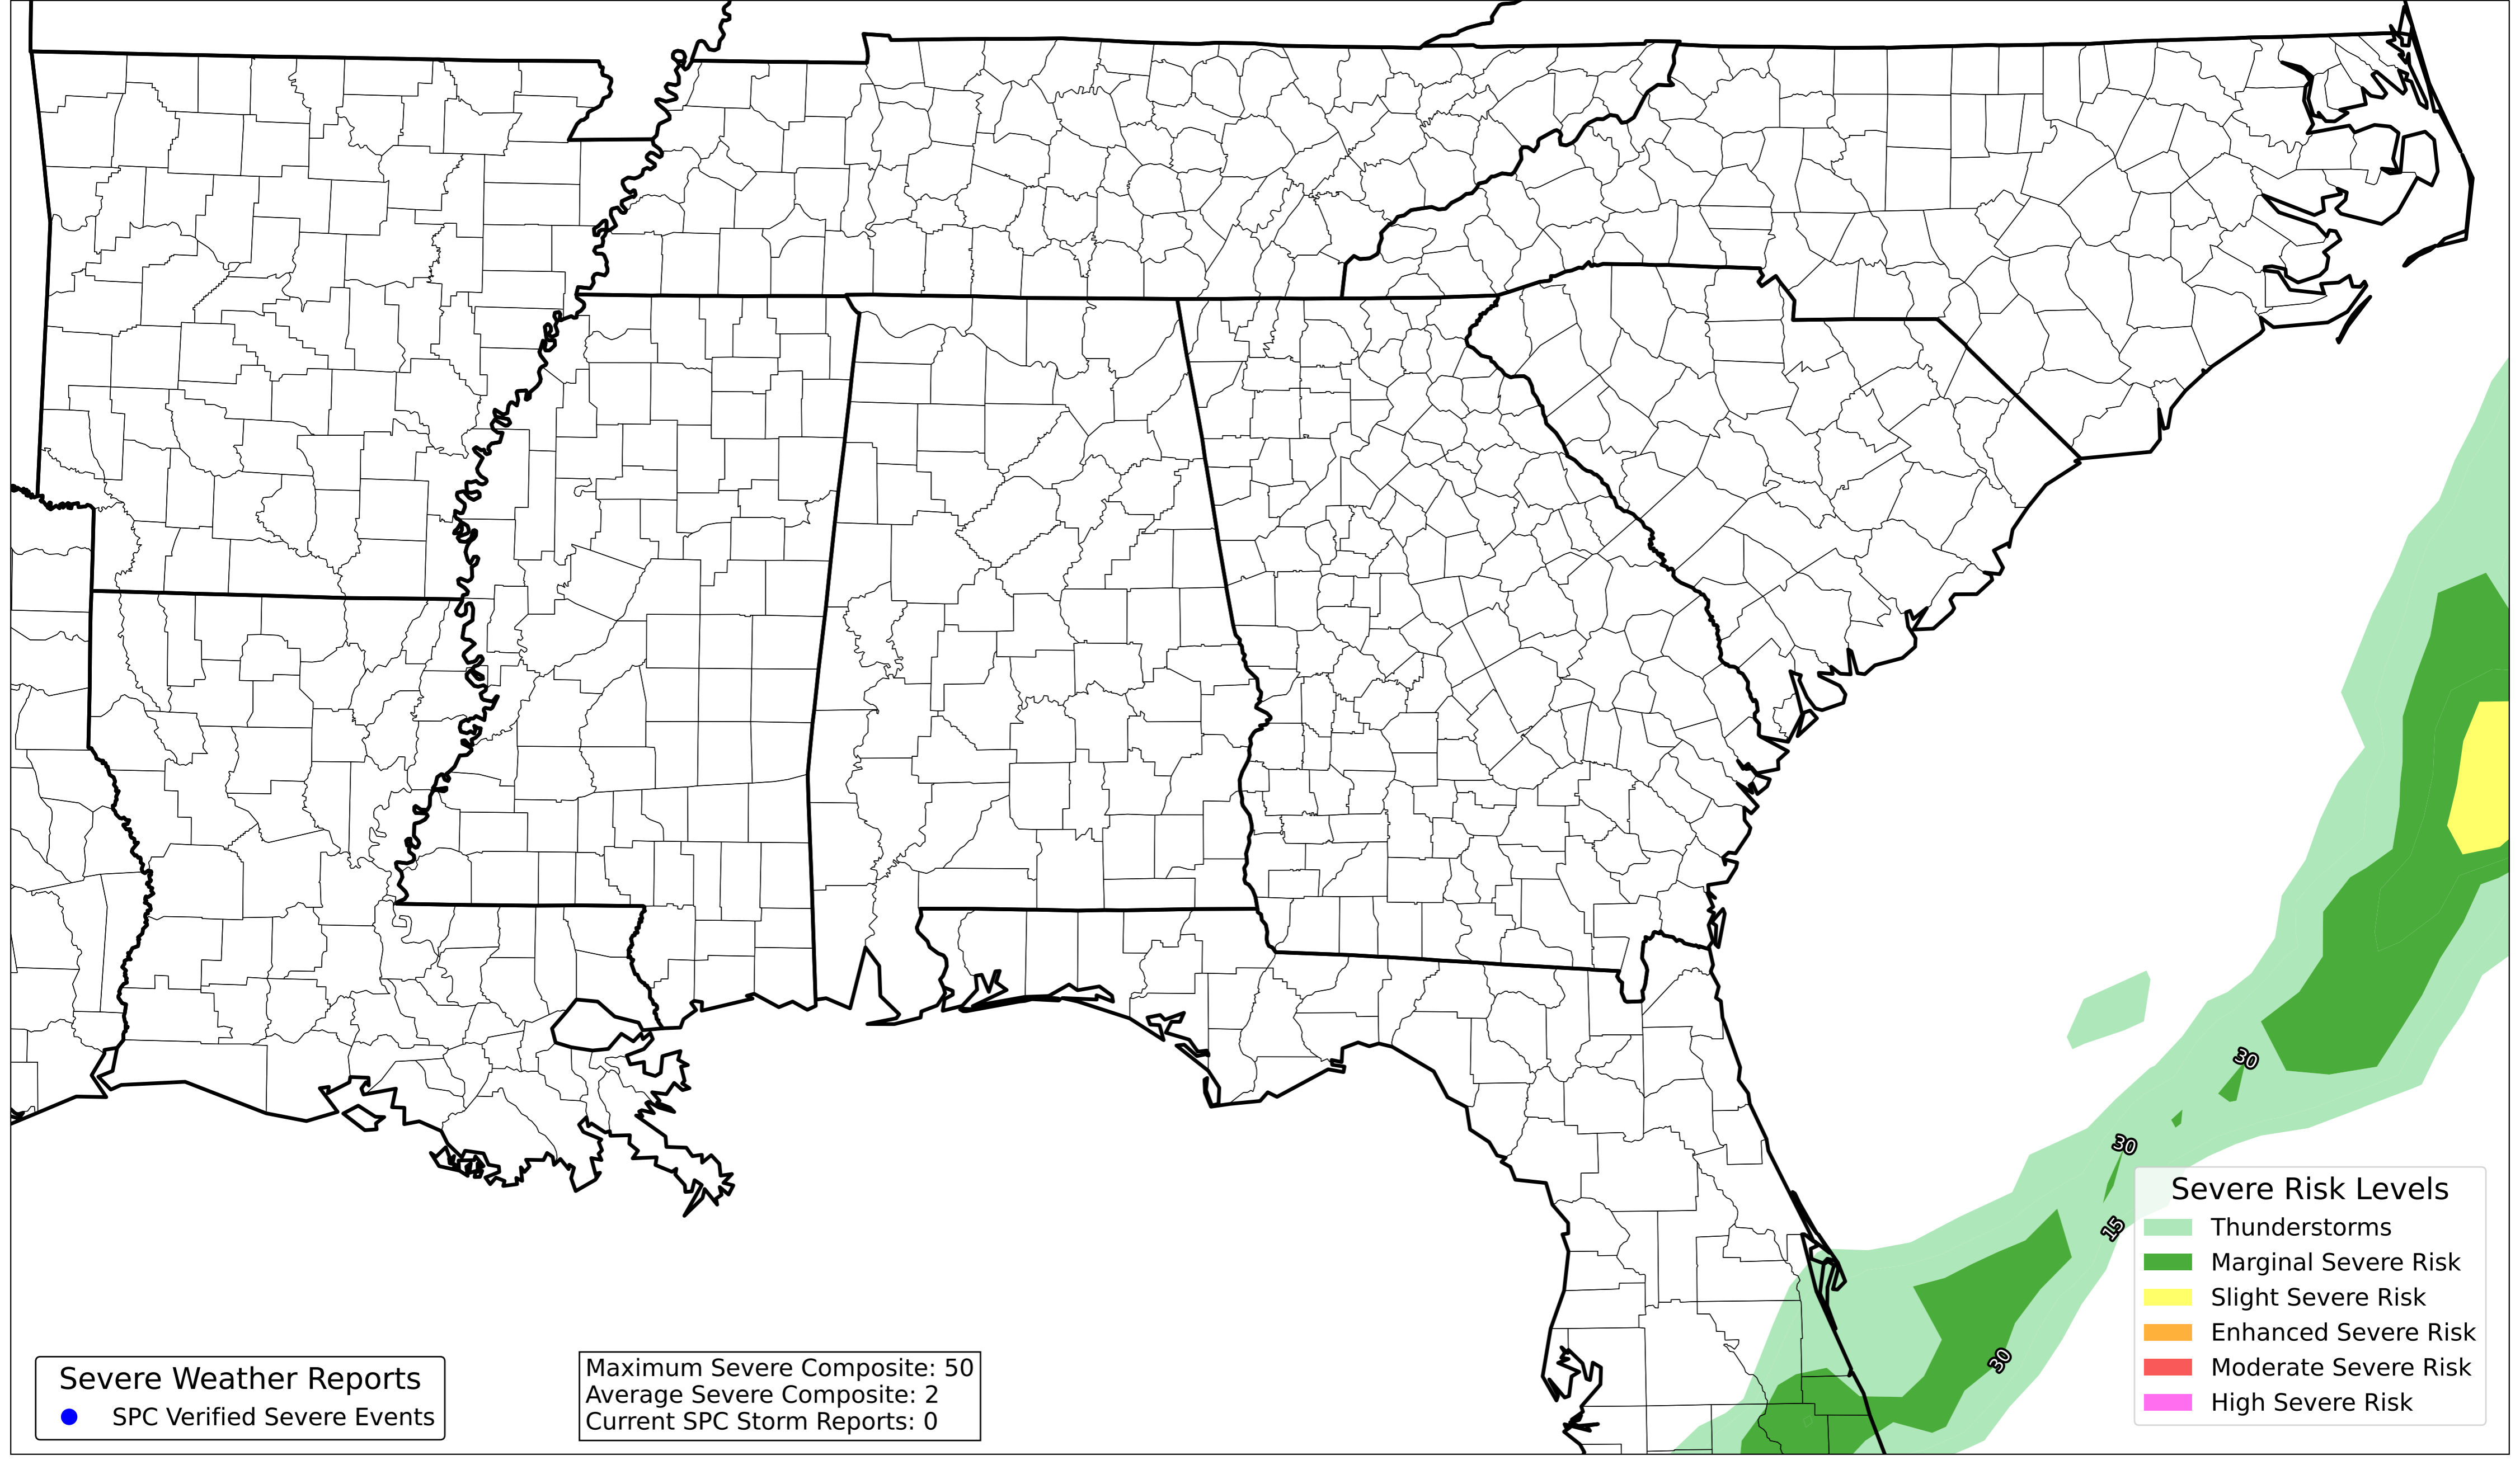 30
30
15
30
Severe Risk Levels
Thunderstorms
Marginal Severe Risk
Slight Severe Risk
Enhanced Severe Risk
Moderate Severe Risk
High Severe Risk
Severe Weather Reports
SPC Verified Severe Events
Maximum Severe Composite: 50
Average Severe Composite: 2
Current SPC Storm Reports: 0